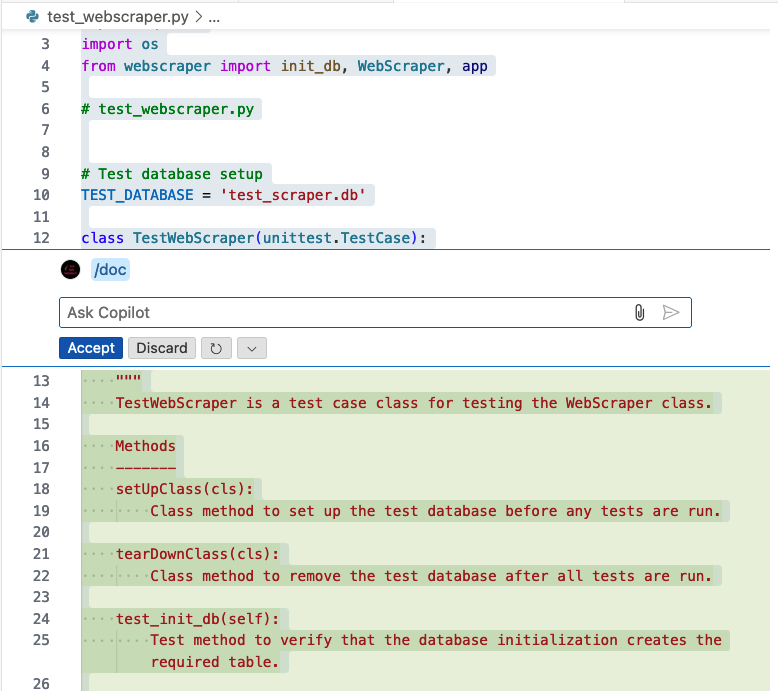 test_webscraper.py > ...
3 import os
4 from webscraper import init_db, WebScraper, app
5
6 # test_webscraper.py
7
8
9 # Test database setup
10 TEST_DATABASE = 'test_scraper.db'
11
12 class TestWebScraper(unittest.TestCase):
/doc
Ask Copilot
Accept Discard
13 """
14 TestWebScraper is a test case class for testing the WebScraper class.
15
16 Methods
17 -------
18 setUpClass(cls):
19 Class method to set up the test database before any tests are run.
20
21 tearDownClass(cls):
22 Class method to remove the test database after all tests are run.
23
24 test_init_db(self):
25 Test method to verify that the database initialization creates the
required table.
26